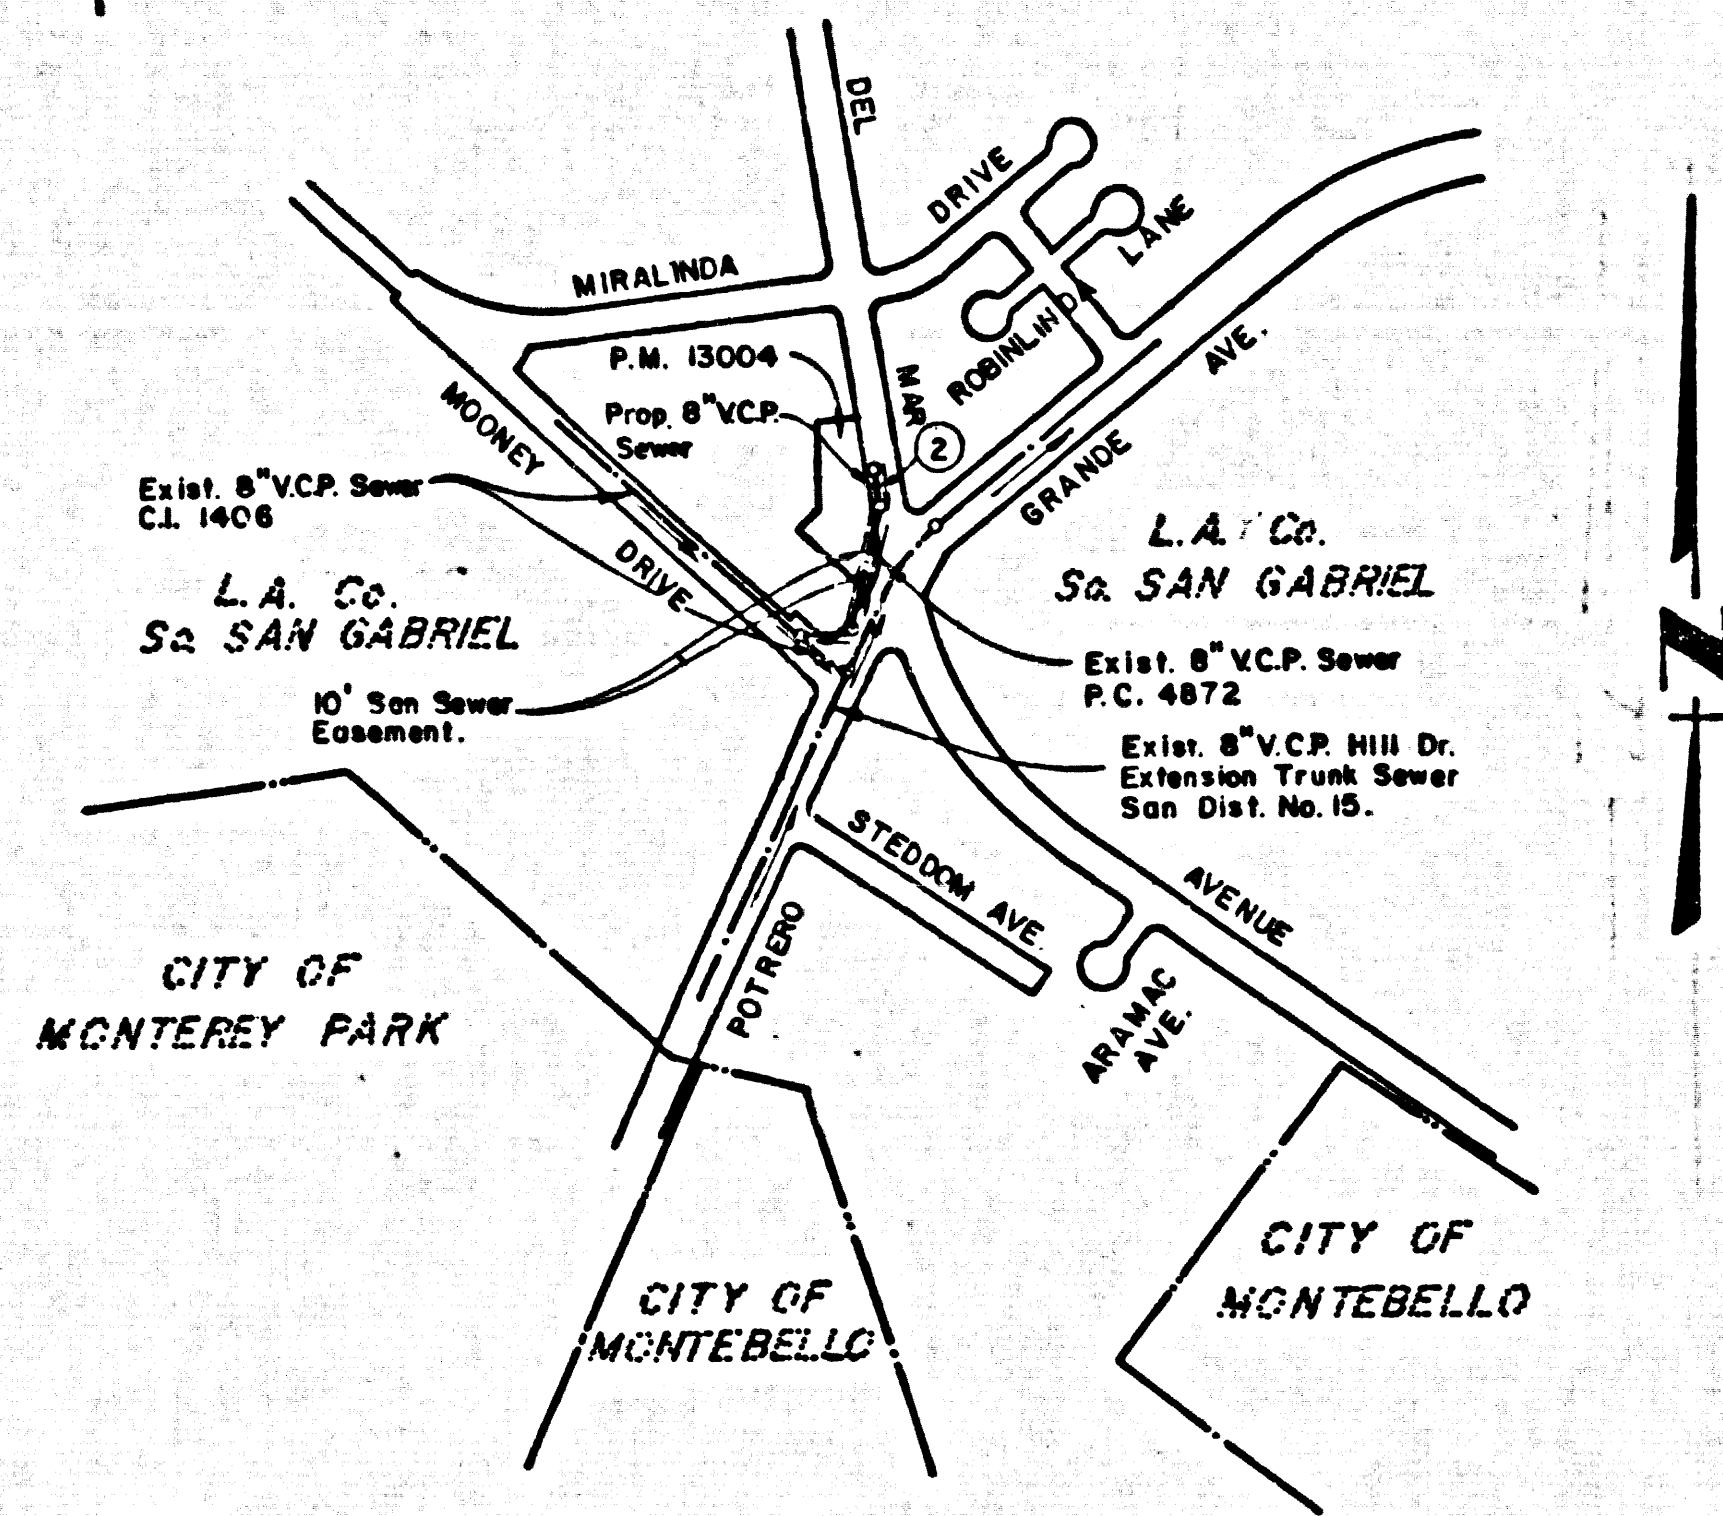 DEL
DRIVE
LANE
MIRALINDA
P.M. 13004
MAR
ROBINLINDA
AVE.
MOONEY
Prop. 8" V.C.P.
Sewer
2
GRANDE
Exist. 8" V.C.P. Sewer
C.I. 1406
DRIVE
L.A. Co.
So. SAN GABRIEL
L.A. Co.
So. SAN GABRIEL
10' San Sewer
Easement.
Exist. 8" V.C.P. Sewer
P.C. 4872
Exist. 8" V.C.P. Hill Dr.
Extension Trunk Sewer
San Dist. No. 15.
N
STEDDOM AVE.
AVENUE
POTRERO
CITY OF
MONTEREY PARK
ARAMAC
AVE.
CITY OF
MONTEBELLO
CITY OF
MONTEBELLO